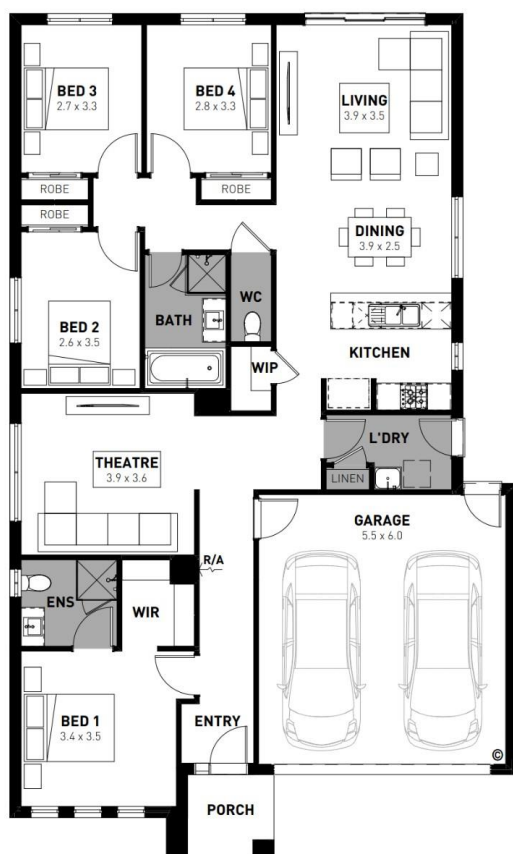 BED 3
2.7 x 3.3
BED 4
2.8 x 3.3
LIVING
3.9 x 3.5
ROBE
ROBE
ROBE
DINING
3.9 x 2.5
BATH
WC
BED 2
2.6 x 3.5
KITCHEN
WIP
L'DRY
LINEN
THEATRE
3.9 x 3.6
GARAGE
5.5 x 6.0
R/A
ENS
WIR
BED 1
3.4 x 3.5
ENTRY
©
PORCH